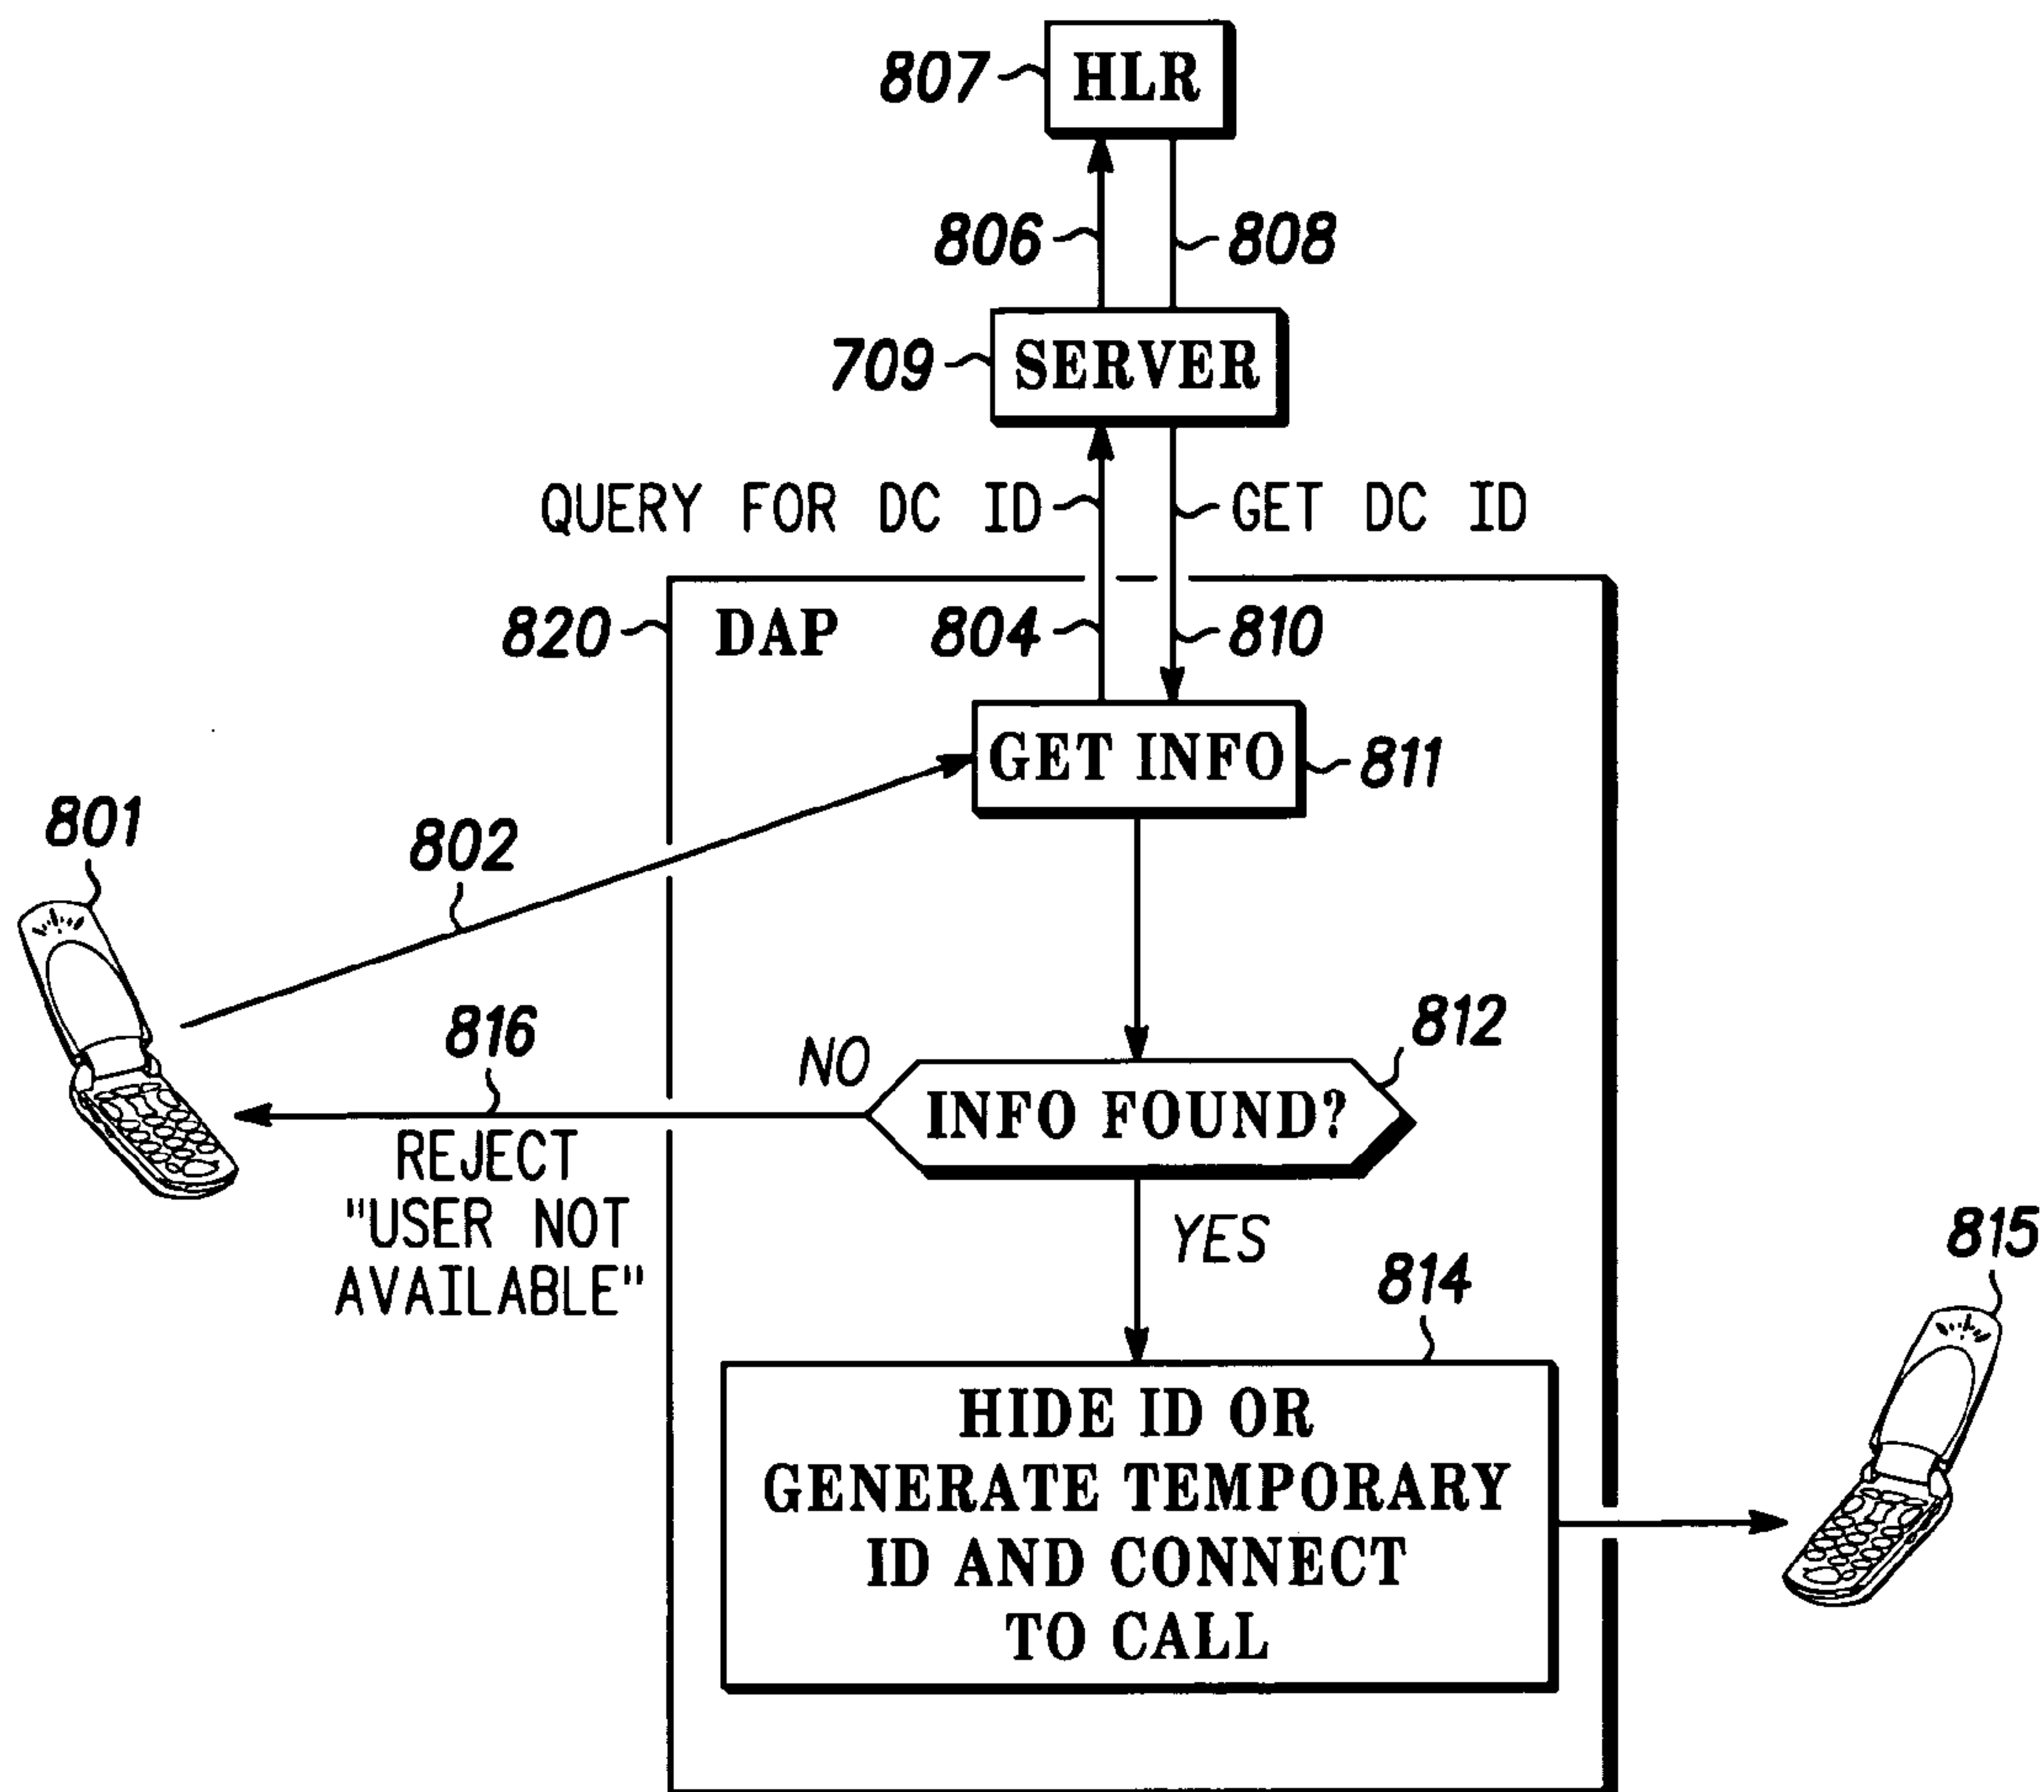 807
HLR
806
808
709
SERVER
QUERY FOR DC ID
GET DC ID
820
DAP
804
810
GET INFO
811
801
802
816
NO
812
INFO FOUND?
REJECT
"USER NOT
AVAILABLE"
YES
814
815
HIDE ID OR
GENERATE TEMPORARY
ID AND CONNECT
TO CALL